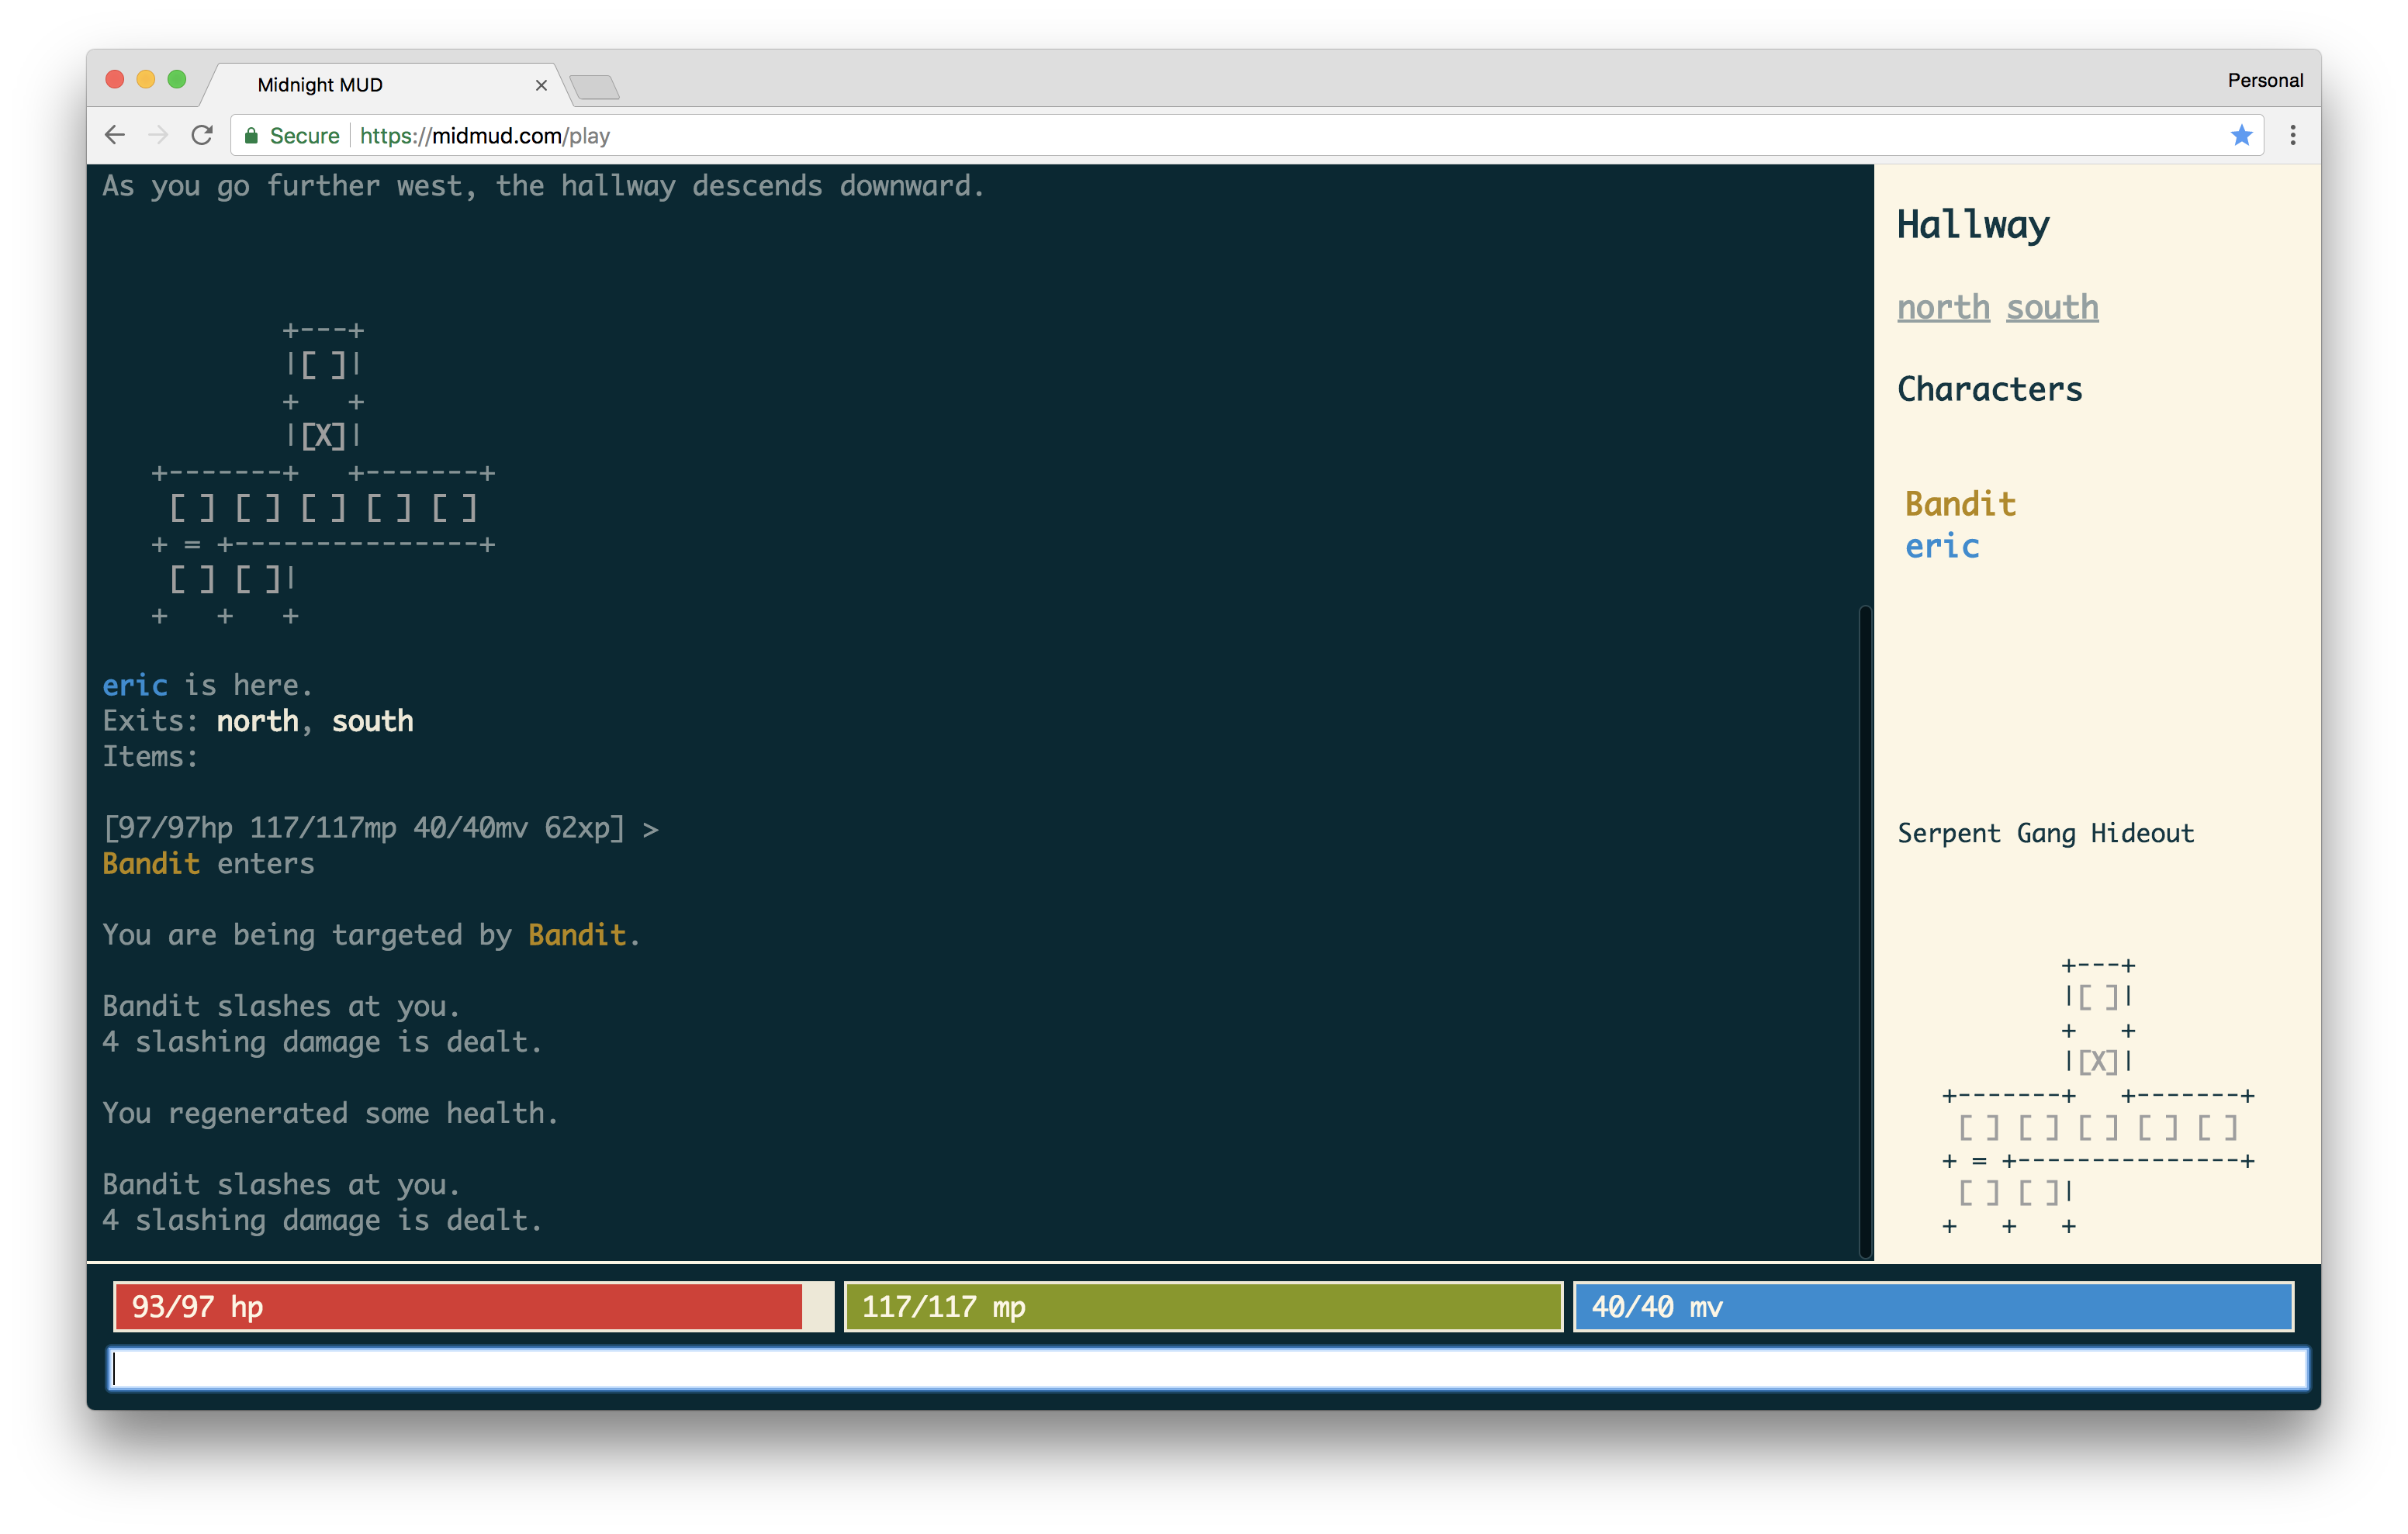 Midnight MUD
Personal
Secure https://midmud.com/play
As you go further west, the hallway descends downward.
+---+
|[ ]|
+   +
|[X]|
+-------+   +-------+
[ ] [ ] [ ] [ ] [ ]
+ = +---------------+
[ ] [ ]|
+   +   +
eric is here.
Exits: north, south
Items:
[97/97hp 117/117mp 40/40mv 62xp] >
Bandit enters
You are being targeted by Bandit.
Bandit slashes at you.
4 slashing damage is dealt.
You regenerated some health.
Bandit slashes at you.
4 slashing damage is dealt.
Hallway
north south
Characters
Bandit
eric
Serpent Gang Hideout
+---+
|[ ]|
+   +
|[X]|
+-------+   +-------+
[ ] [ ] [ ] [ ] [ ]
+ = +---------------+
[ ] [ ]|
+   +   +
93/97 hp
117/117 mp
40/40 mv